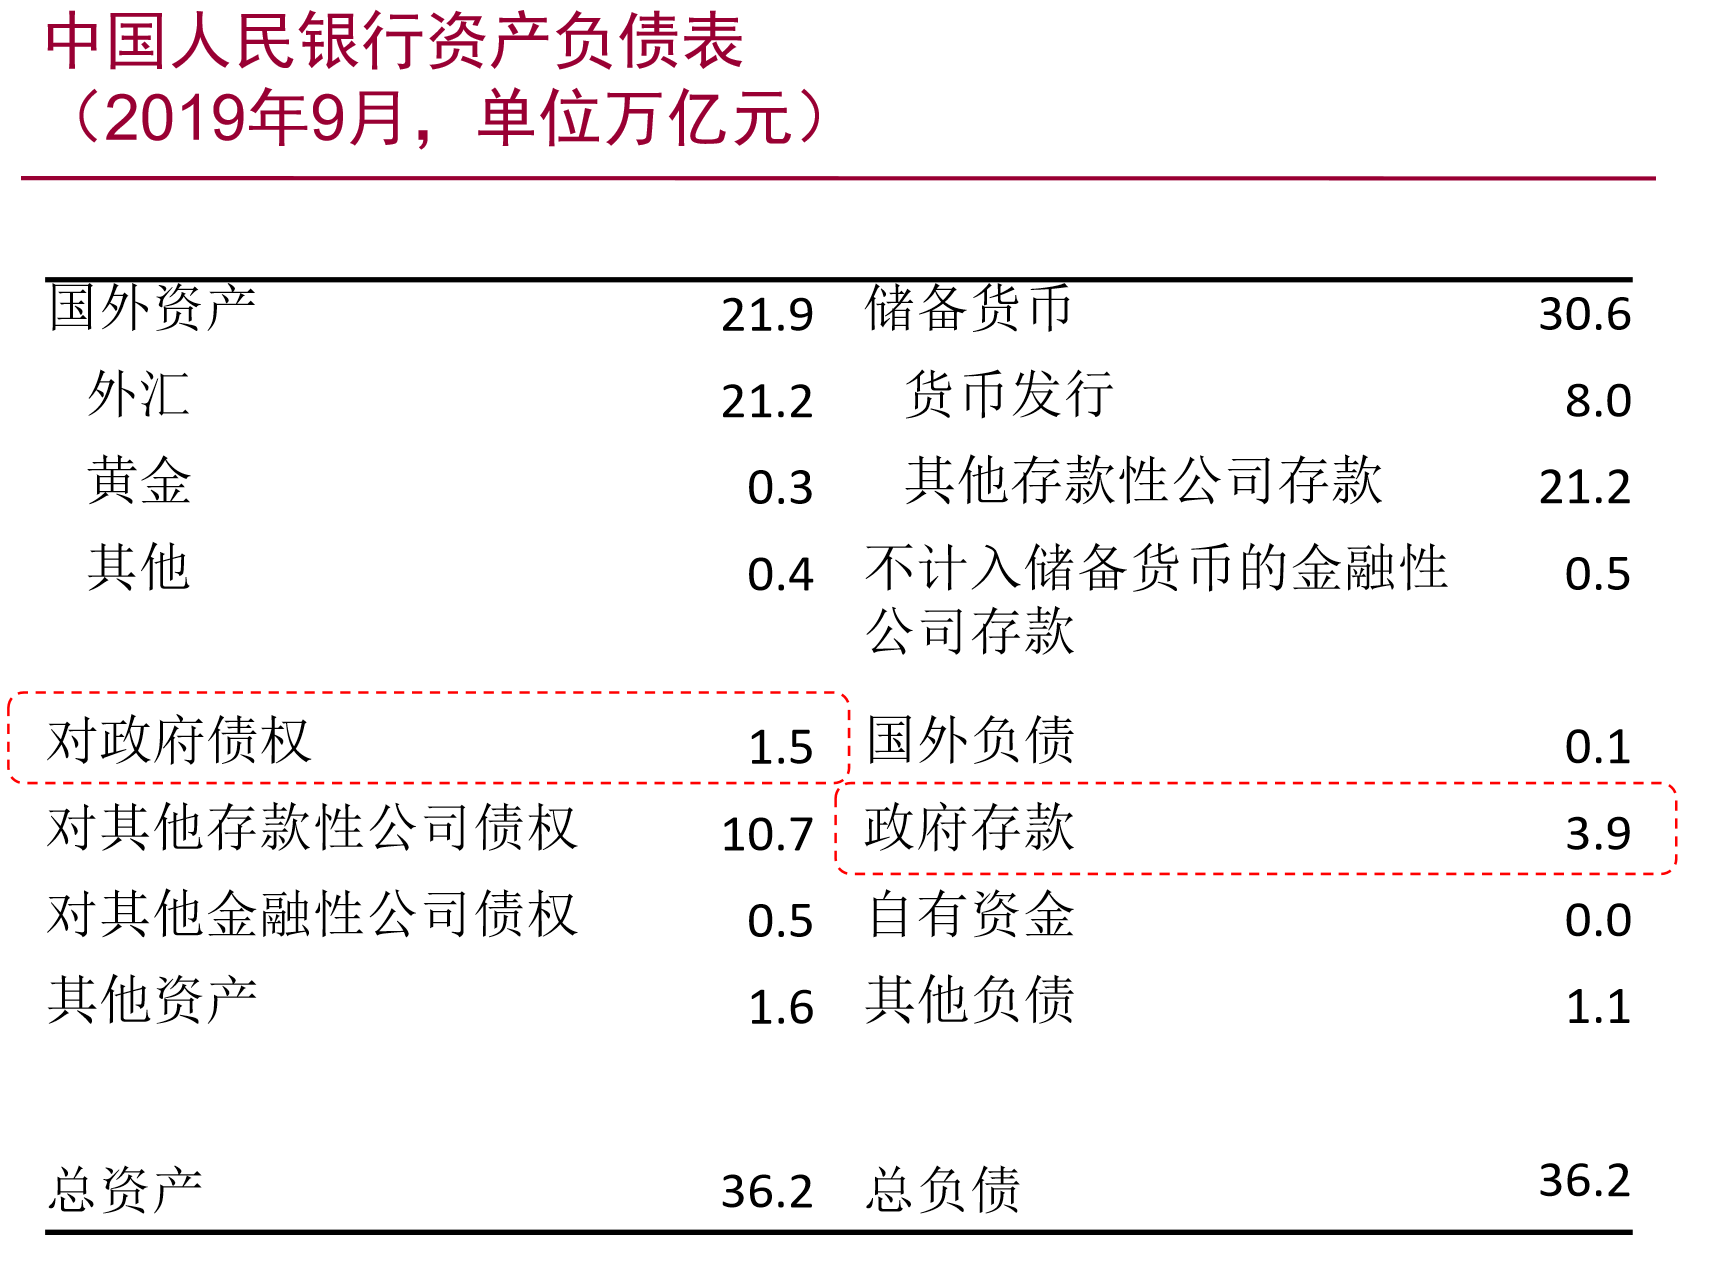 中国人民银行资产负债表
（2019年9月，单位万亿元）
国外资产 21.9 储备货币 30.6
外汇 21.2 货币发行 8.0
黄金 0.3 其他存款性公司存款 21.2
其他 0.4 不计入储备货币的金融性 0.5
公司存款
对政府债权 1.5 国外负债 0.1
对其他存款性公司债权 10.7 政府存款 3.9
对其他金融性公司债权 0.5 自有资金 0.0
其他资产 1.6 其他负债 1.1
总资产 36.2 总负债 36.2